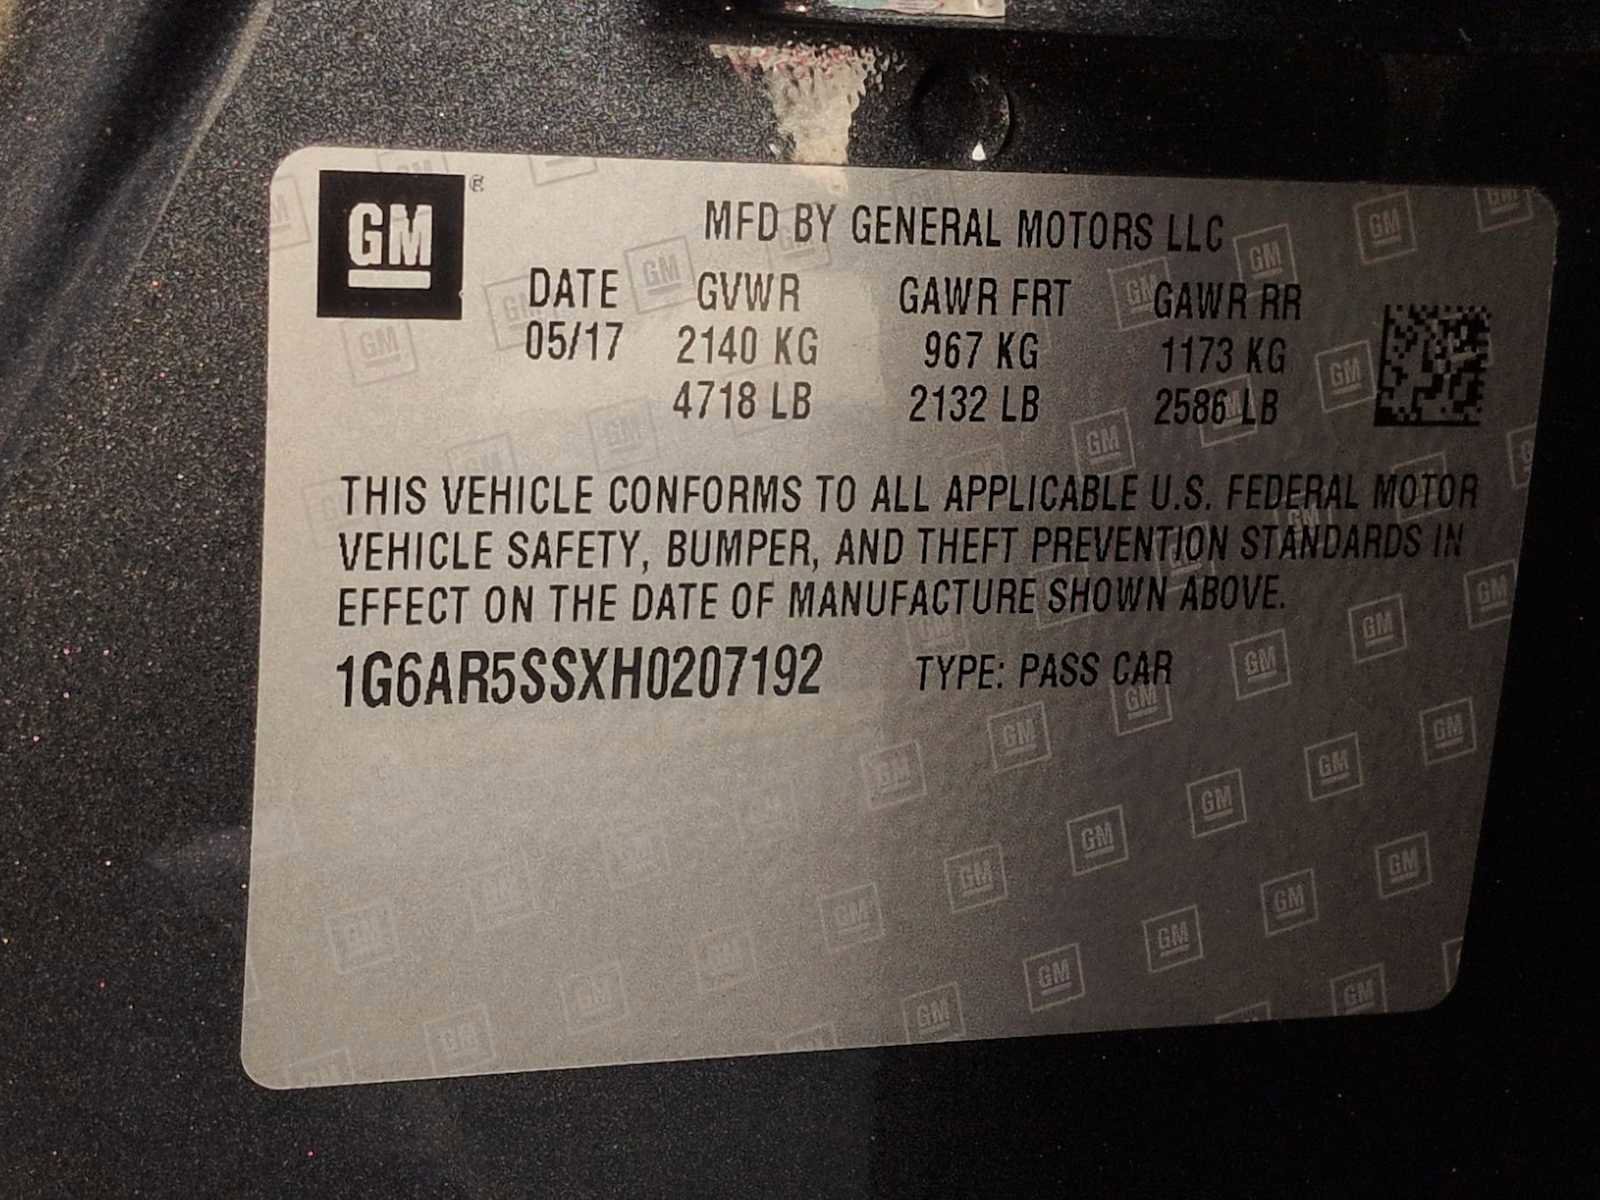 GM ®
MFD BY GENERAL MOTORS LLC
DATE GVWR GAWR FRT GAWR RR
05/17 2140 KG 967 KG 1173 KG
4718 LB 2132 LB 2586 LB
THIS VEHICLE CONFORMS TO ALL APPLICABLE U.S. FEDERAL MOTOR
VEHICLE SAFETY, BUMPER, AND THEFT PREVENTION STANDARDS IN
EFFECT ON THE DATE OF MANUFACTURE SHOWN ABOVE.
1G6AR5SSXH0207192 TYPE: PASS CAR